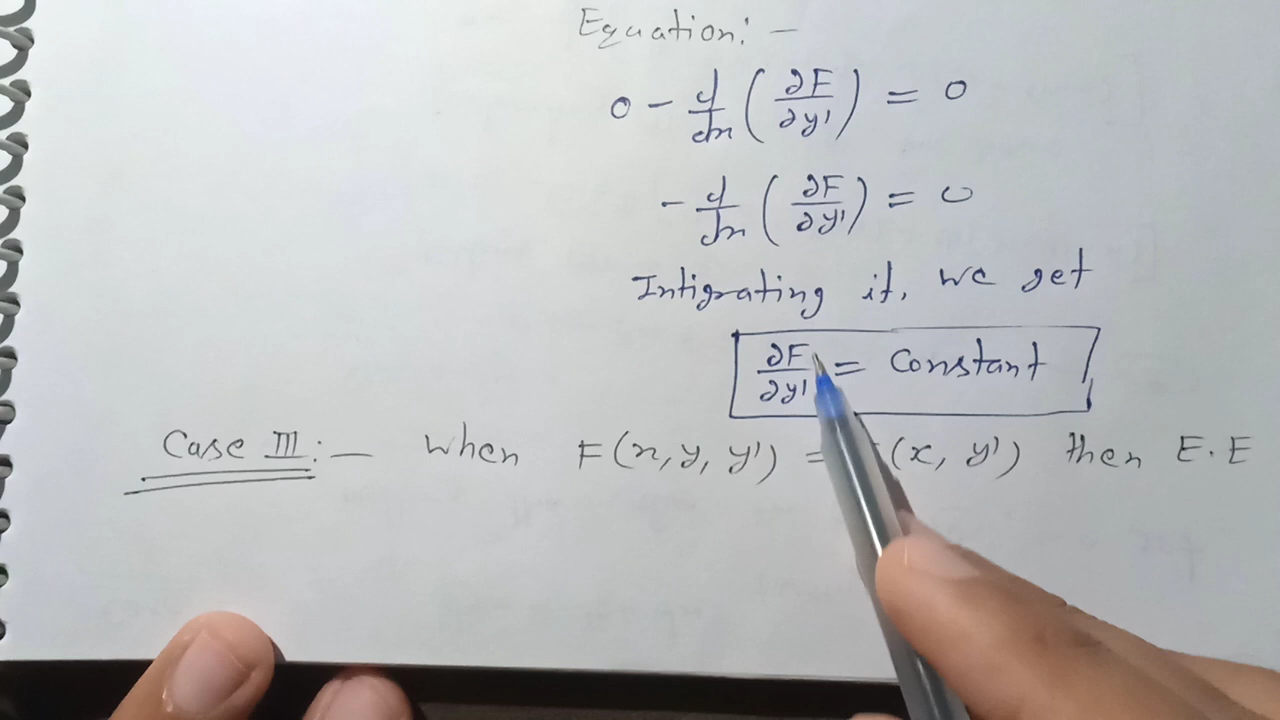 Equation:-
0 - d/dx (∂F/∂y') = 0
- d/dx (∂F/∂y') = 0
Intigrating it, we get
∂F/∂y' = Constant
Case III:- When F(x, y, y') = (x, y') then E.E